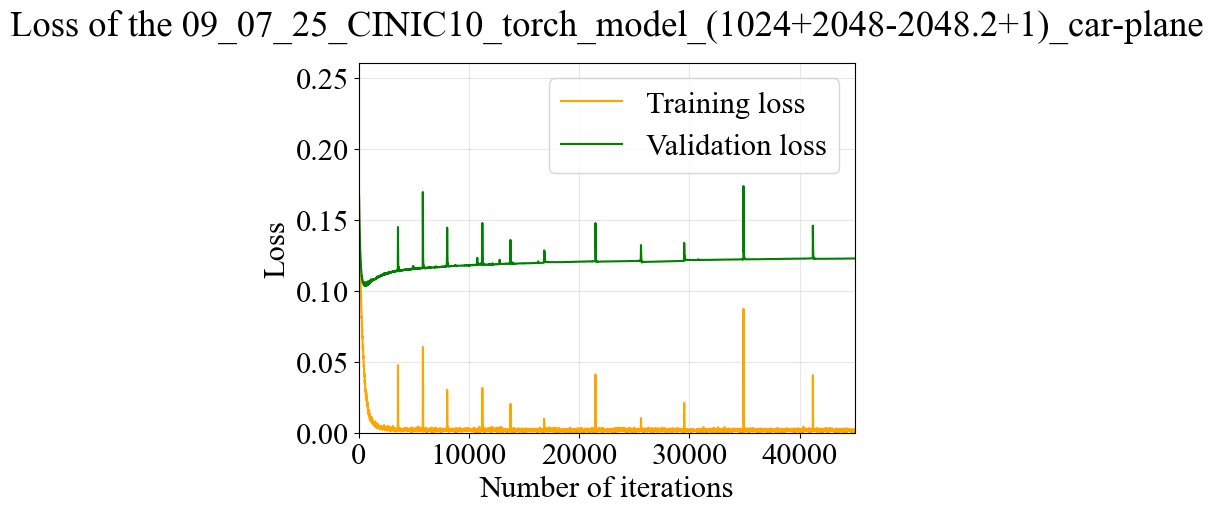 Loss of the 09_07_25_CINIC10_torch_model_(1024+2048-2048.2+1)_car-plane
0.25
0.20
0.15
0.10
0.05
0.00
Loss
Training loss
Validation loss
0 10000 20000 30000 40000
Number of iterations